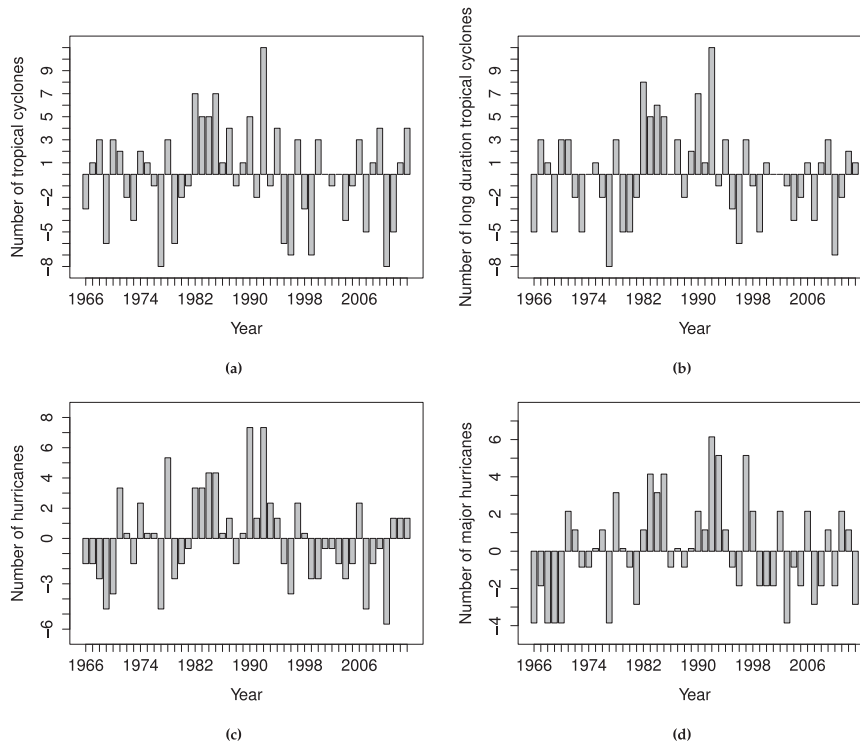 Number of tropical cyclones
9
7
5
3
1
−2
−5
−8
1966 1974 1982 1990 1998 2006
Year
(a)
Number of long duration tropical cyclones
9
7
5
3
1
−2
−5
−8
1966 1974 1982 1990 1998 2006
Year
(b)
Number of hurricanes
8
6
4
2
0
−3
−6
1966 1974 1982 1990 1998 2006
Year
(c)
Number of major hurricanes
6
4
2
0
−2
−4
1966 1974 1982 1990 1998 2006
Year
(d)